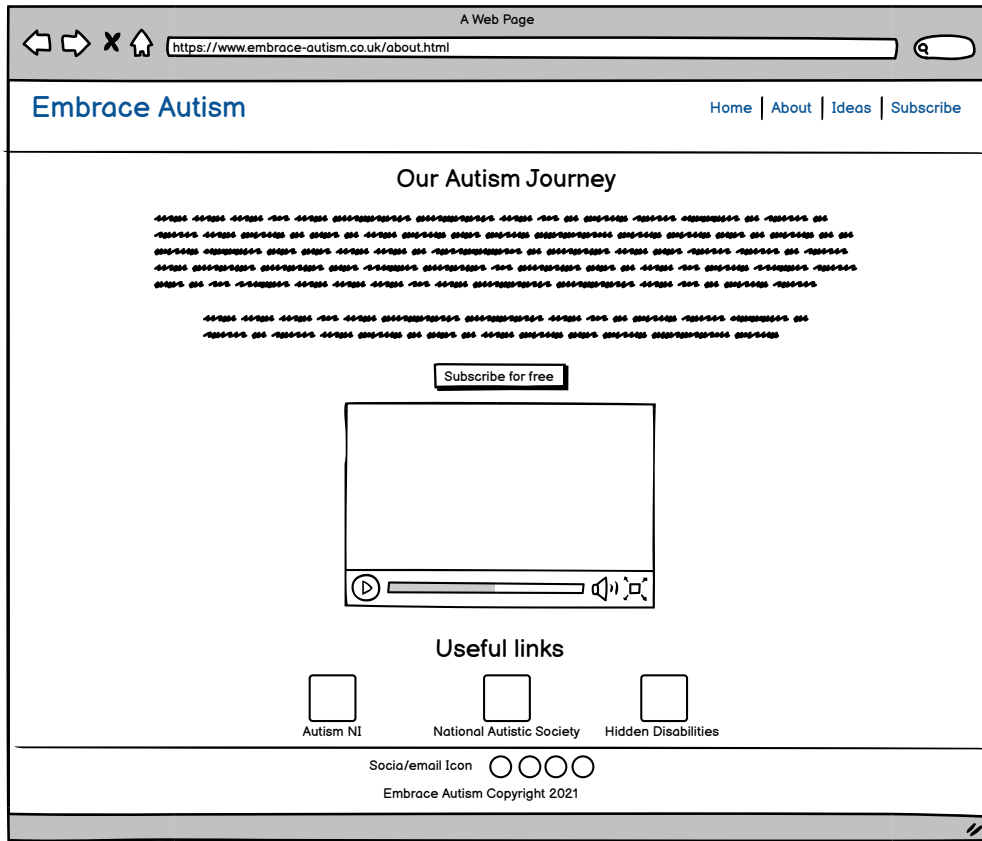 A Web Page
https://www.embrace-autism.co.uk/about.html
Embrace Autism
Home | About | Ideas | Subscribe
Our Autism Journey
Subscribe for free
Useful links
Autism NI
National Autistic Society
Hidden Disabilities
Socia/email Icon
Embrace Autism Copyright 2021